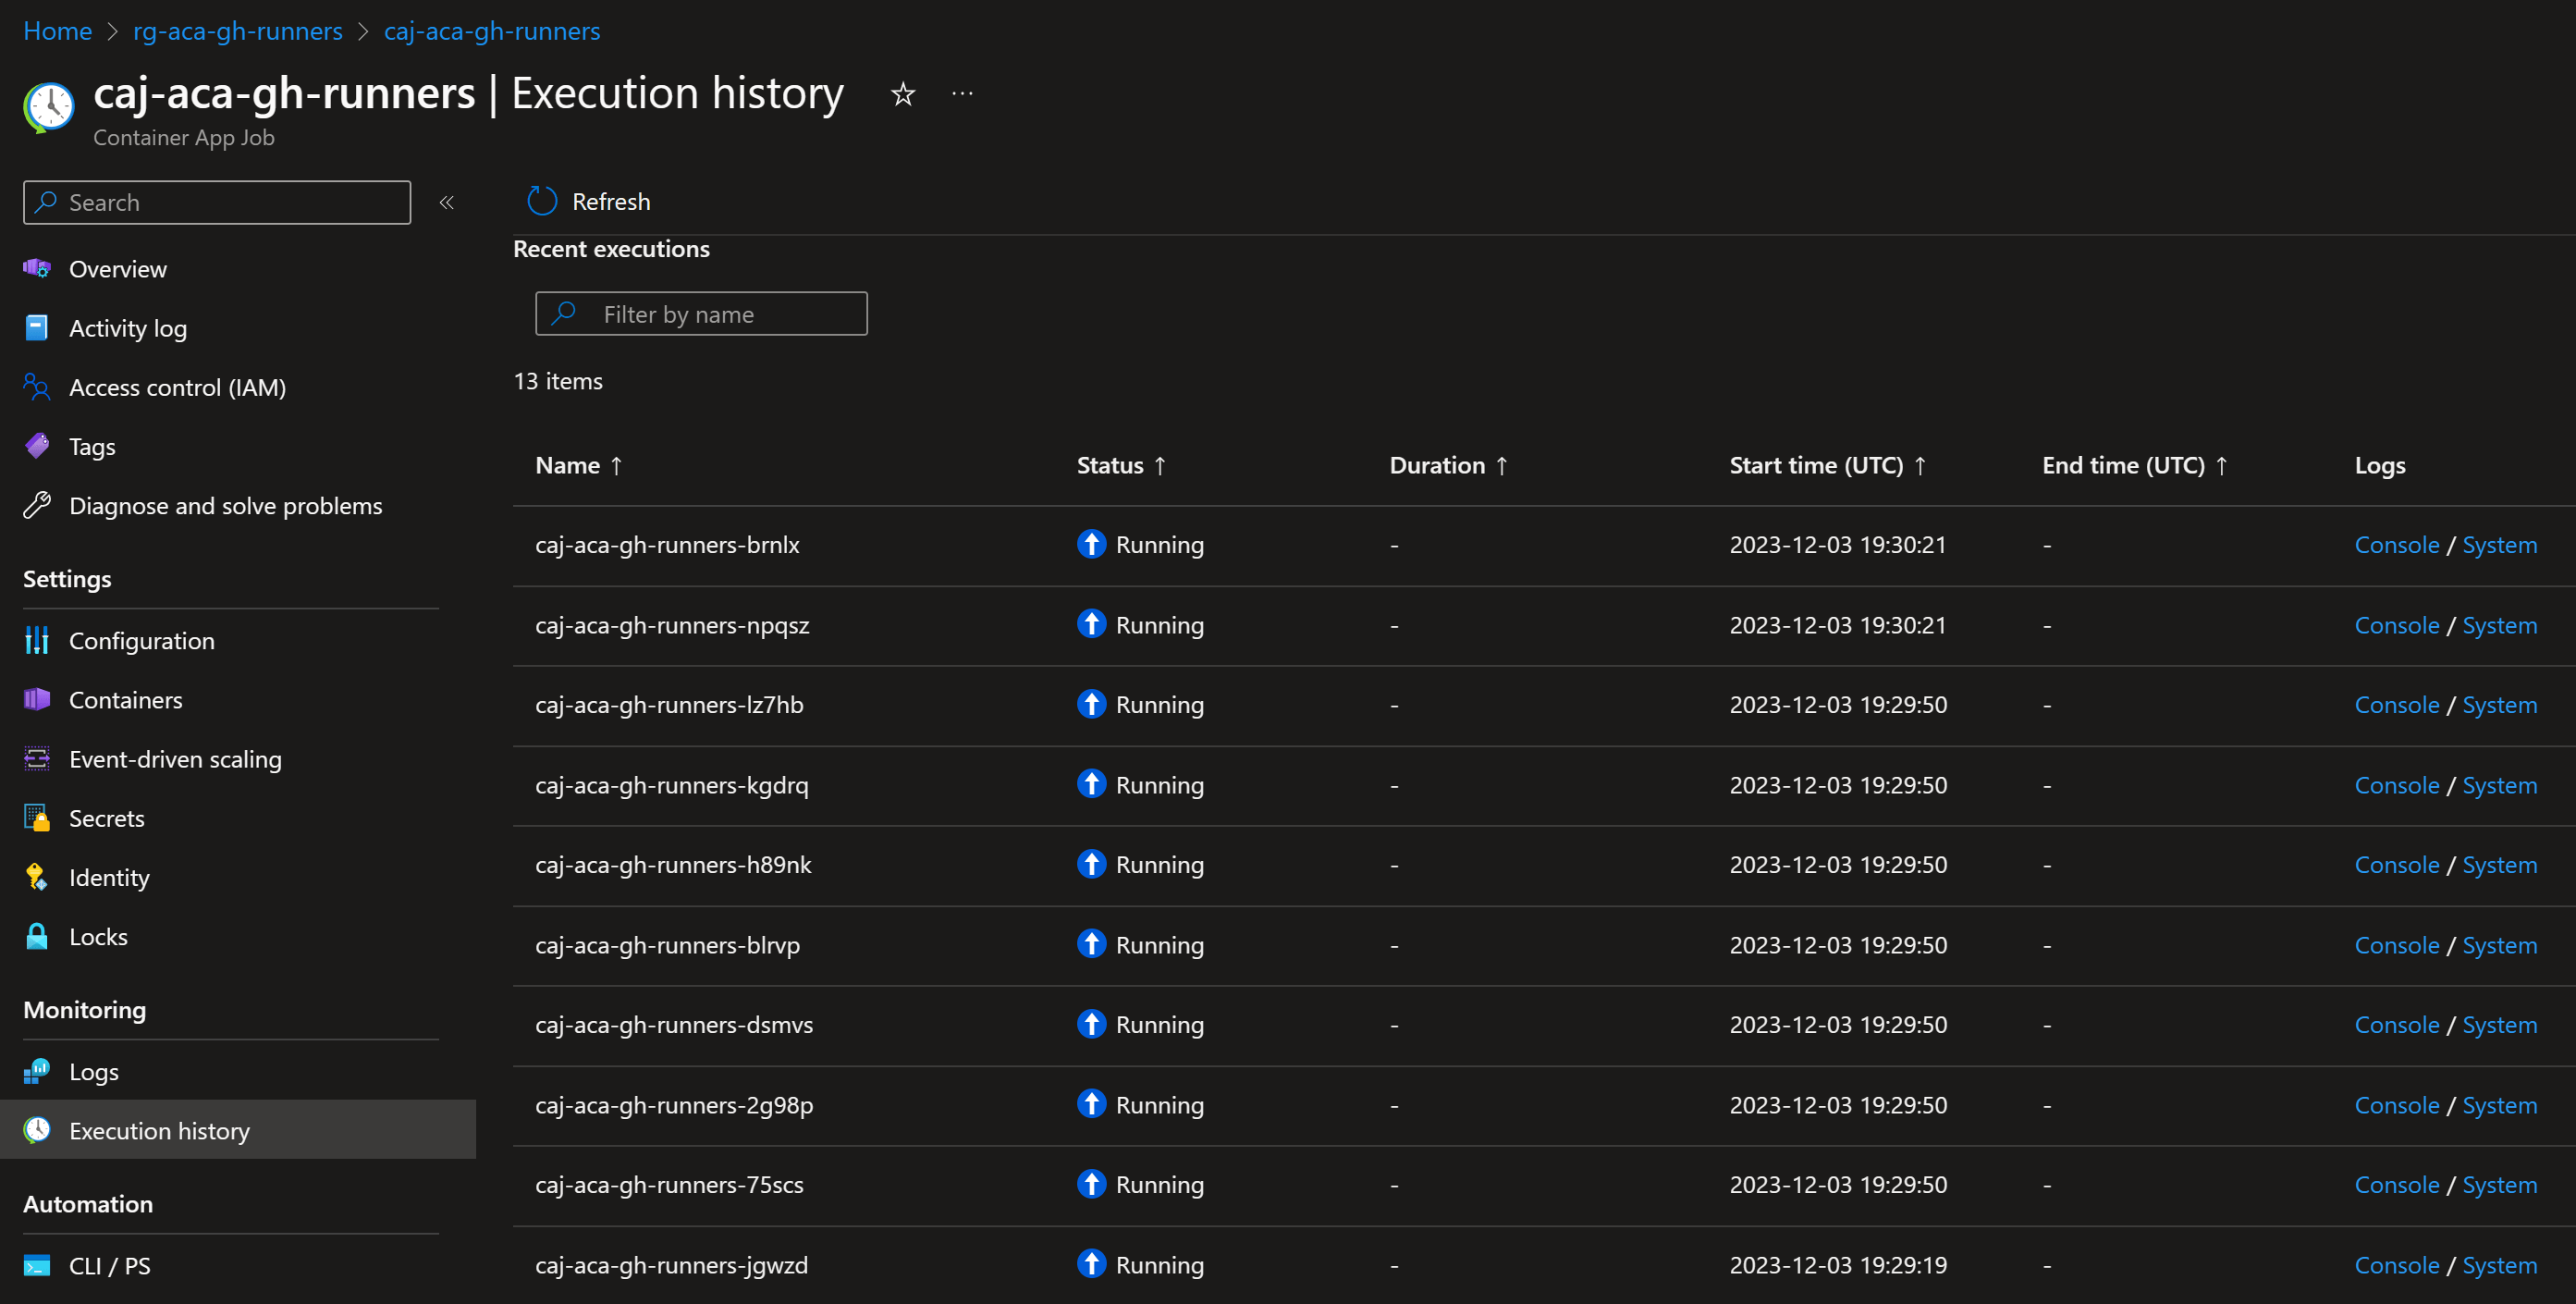 Home > rg-aca-gh-runners > caj-aca-gh-runners
caj-aca-gh-runners | Execution history ☆ ···
Container App Job
Search «
Overview
Activity log
Access control (IAM)
Tags
Diagnose and solve problems
Settings
Configuration
Containers
Event-driven scaling
Secrets
Identity
Locks
Monitoring
Logs
Execution history
Automation
CLI / PS
Refresh
Recent executions
Filter by name
13 items
Name ↑ Status ↑ Duration ↑ Start time (UTC) ↑ End time (UTC) ↑ Logs
caj-aca-gh-runners-brnlx Running - 2023-12-03 19:30:21 - Console / System
caj-aca-gh-runners-npqsz Running - 2023-12-03 19:30:21 - Console / System
caj-aca-gh-runners-lz7hb Running - 2023-12-03 19:29:50 - Console / System
caj-aca-gh-runners-kgdrq Running - 2023-12-03 19:29:50 - Console / System
caj-aca-gh-runners-h89nk Running - 2023-12-03 19:29:50 - Console / System
caj-aca-gh-runners-blrvp Running - 2023-12-03 19:29:50 - Console / System
caj-aca-gh-runners-dsmvs Running - 2023-12-03 19:29:50 - Console / System
caj-aca-gh-runners-2g98p Running - 2023-12-03 19:29:50 - Console / System
caj-aca-gh-runners-75scs Running - 2023-12-03 19:29:50 - Console / System
caj-aca-gh-runners-jgwzd Running - 2023-12-03 19:29:19 - Console / System